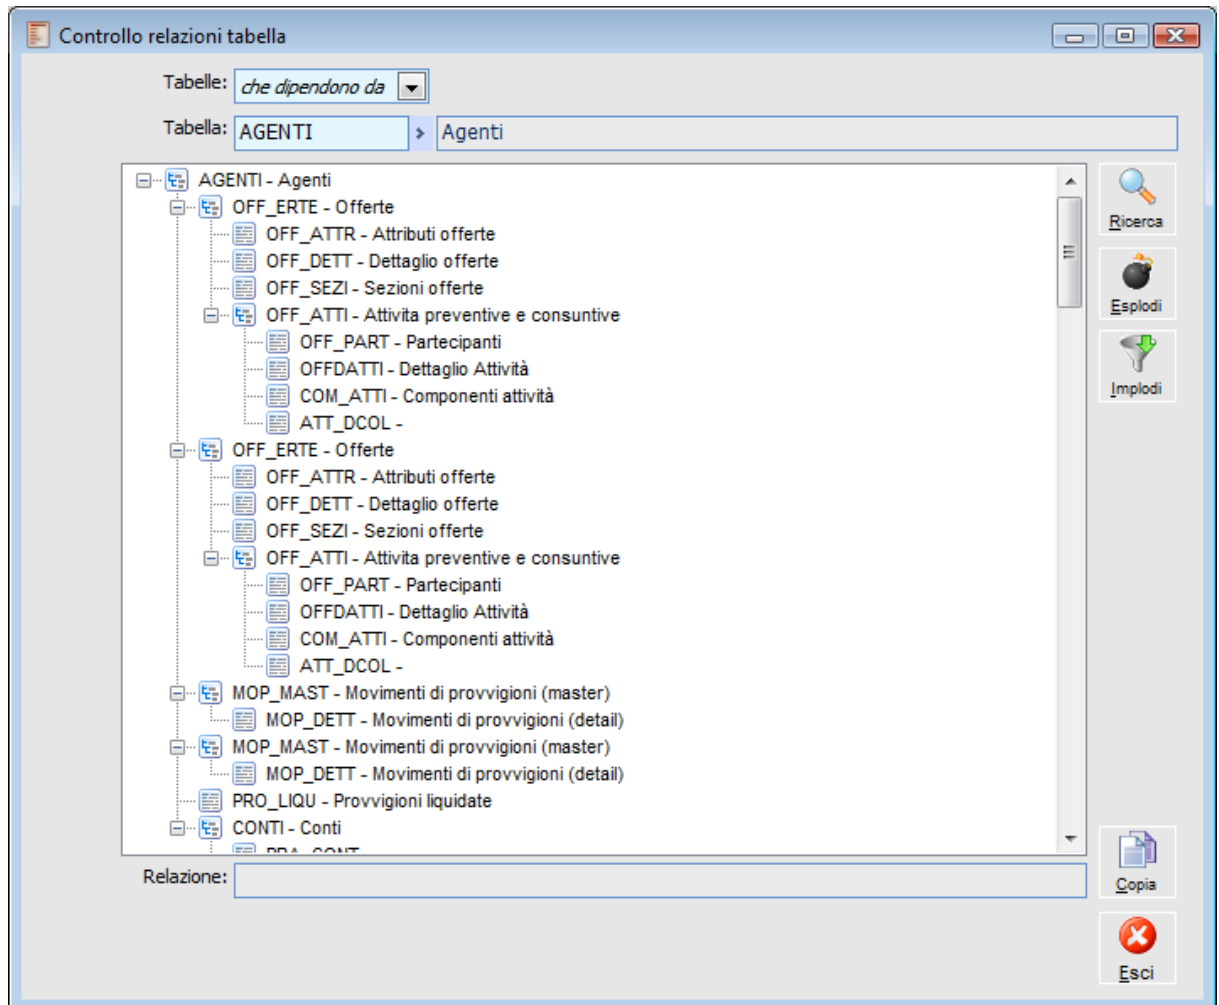 Controllo relazioni tabella
Tabelle: che dipendono da
Tabella: AGENTI Agenti
AGENTI - Agenti
OFF_ERTE - Offerte
OFF_ATTR - Attributi offerte
OFF_DETT - Dettaglio offerte
OFF_SEZI - Sezioni offerte
OFF_ATTI - Attivita preventive e consuntive
OFF_PART - Partecipanti
OFFDATTI - Dettaglio Attività
COM_ATTI - Componenti attività
ATT_DCOL -
OFF_ERTE - Offerte
OFF_ATTR - Attributi offerte
OFF_DETT - Dettaglio offerte
OFF_SEZI - Sezioni offerte
OFF_ATTI - Attivita preventive e consuntive
OFF_PART - Partecipanti
OFFDATTI - Dettaglio Attività
COM_ATTI - Componenti attività
ATT_DCOL -
MOP_MAST - Movimenti di provvigioni (master)
MOP_DETT - Movimenti di provvigioni (detail)
MOP_MAST - Movimenti di provvigioni (master)
MOP_DETT - Movimenti di provvigioni (detail)
PRO_LIQU - Provvigioni liquidate
CONTI - Conti
Relazione:
Ricerca
Esplodi
Implodi
Copia
Esci